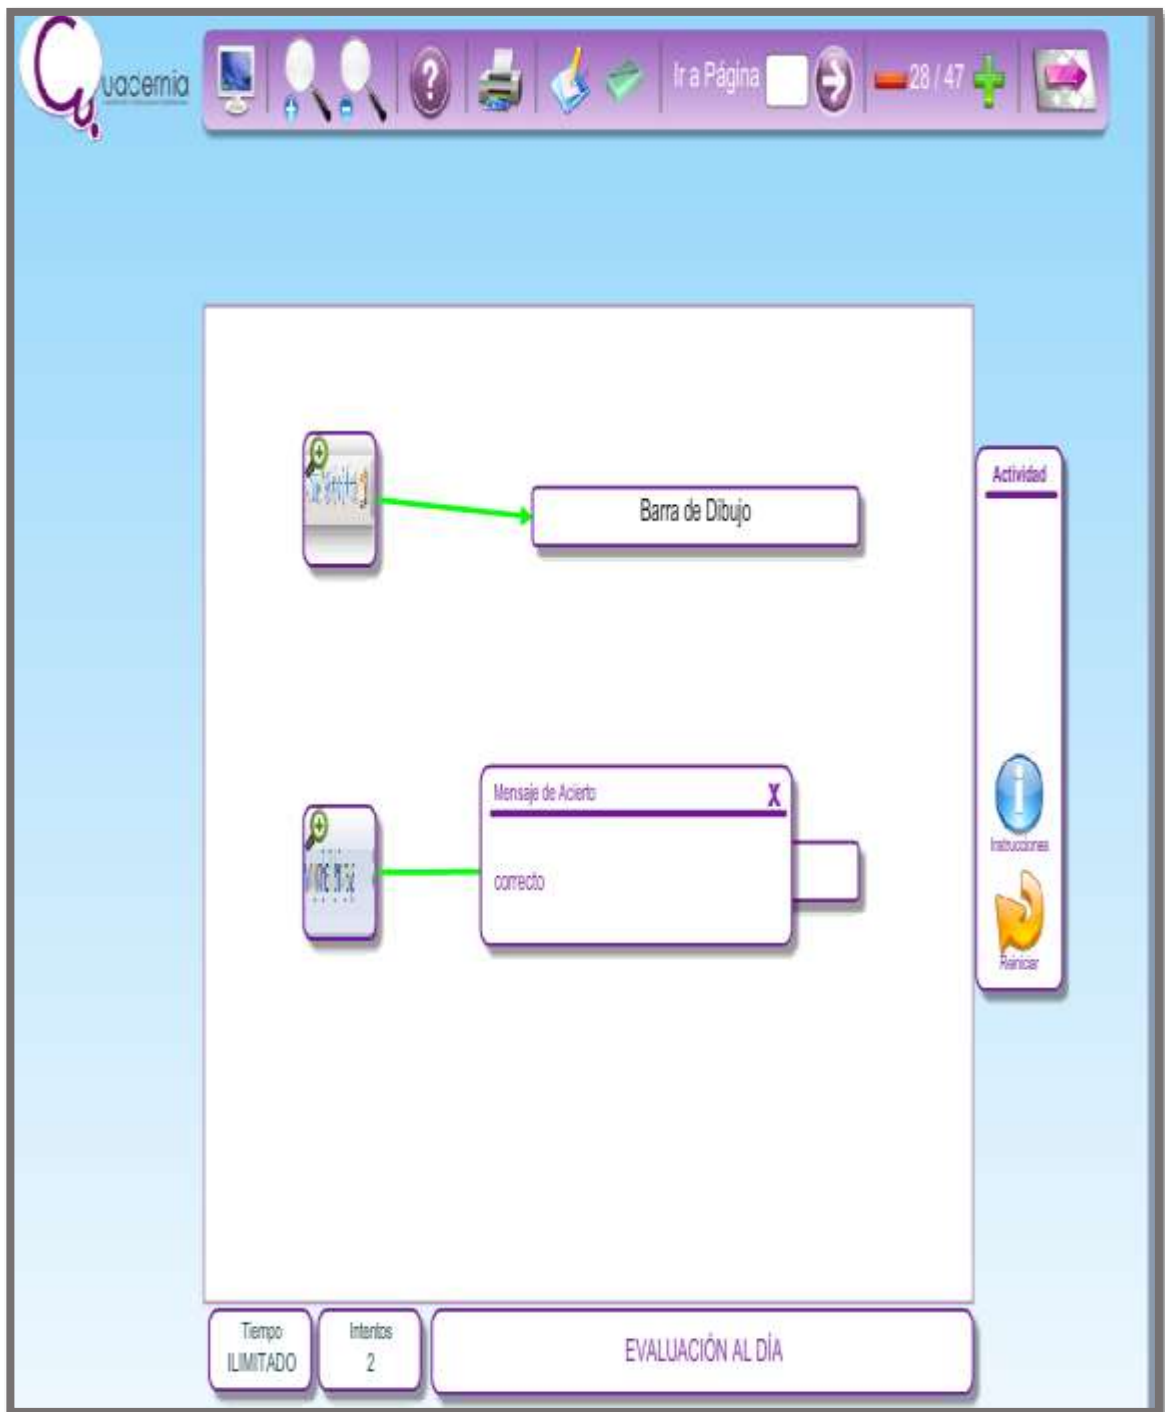 Quacernia
Ir a Página
28 / 47
Barra de Dibujo
Actividad
Mensaje de Acierto X
correcto
Instrucciones
Reiniciar
Tiempo
ILIMITADO
Intentos
2
EVALUACIÓN AL DÍA